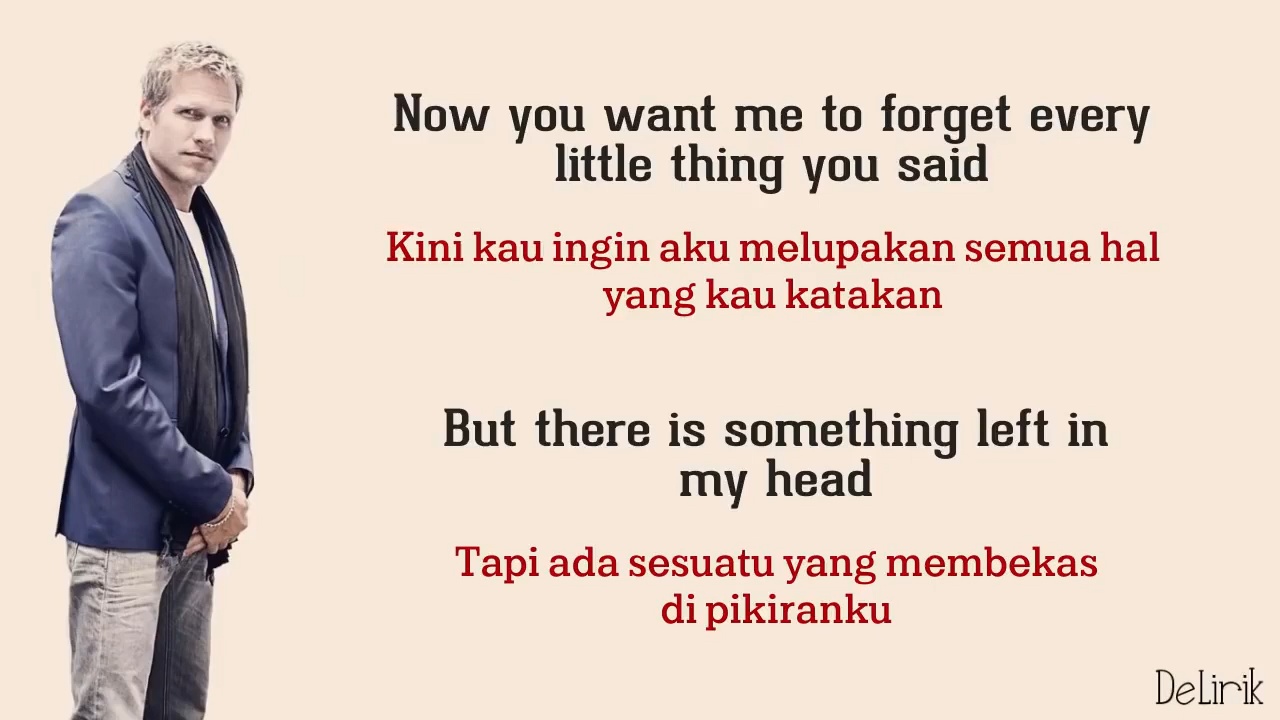 Now you want me to forget every
little thing you said
Kini kau ingin aku melupakan semua hal
yang kau katakan
But there is something left in
my head
Tapi ada sesuatu yang membekas
di pikiranku
DeLirik